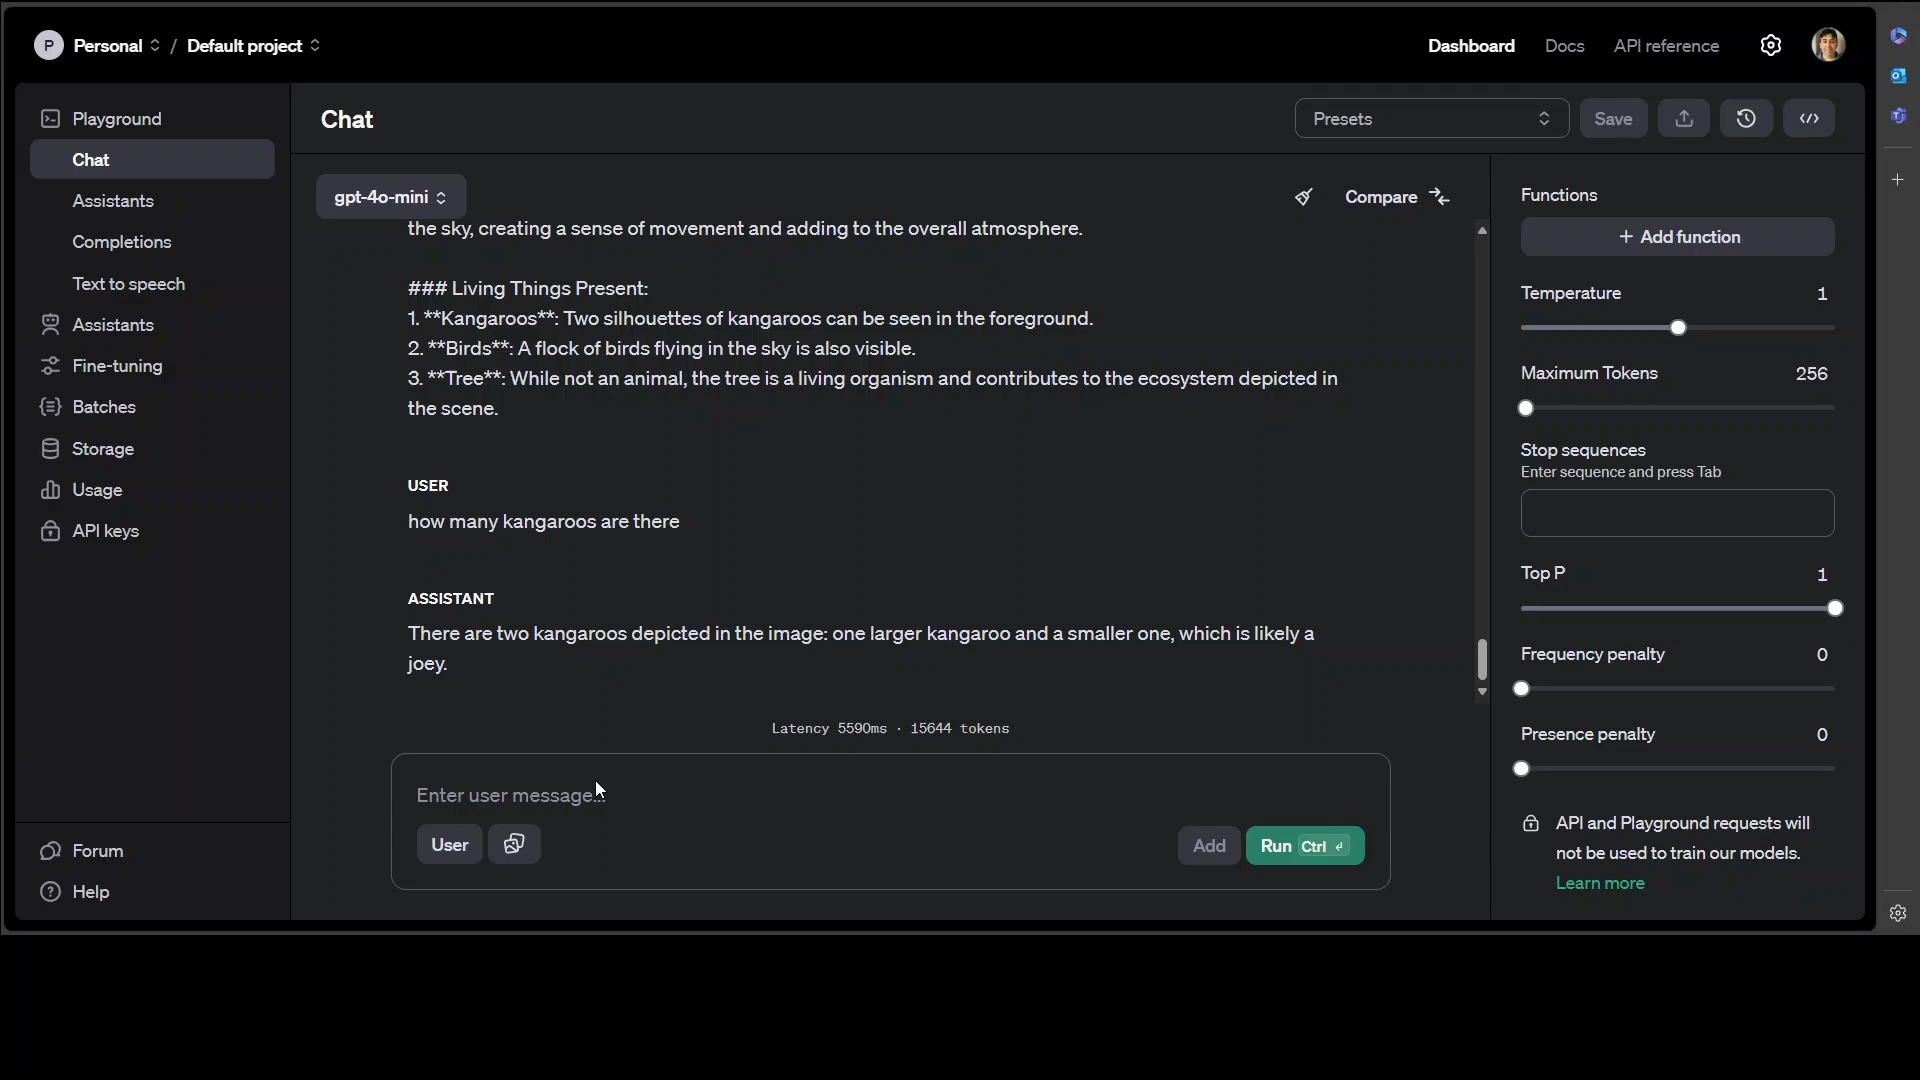 P Personal / Default project
Dashboard Docs API reference
Playground
Chat
Assistants
Completions
Text to speech
Assistants
Fine-tuning
Batches
Storage
Usage
API keys
Forum
Help
Chat
Presets
Save
gpt-4o-mini
Compare
the sky, creating a sense of movement and adding to the overall atmosphere.
### Living Things Present:
1. **Kangaroos**: Two silhouettes of kangaroos can be seen in the foreground.
2. **Birds**: A flock of birds flying in the sky is also visible.
3. **Tree**: While not an animal, the tree is a living organism and contributes to the ecosystem depicted in
the scene.
USER
how many kangaroos are there
ASSISTANT
There are two kangaroos depicted in the image: one larger kangaroo and a smaller one, which is likely a
joey.
Latency 5590ms · 15644 tokens
Enter user message...
User
Add
Run Ctrl ↵
Functions
+ Add function
Temperature 1
Maximum Tokens 256
Stop sequences
Enter sequence and press Tab
Top P 1
Frequency penalty 0
Presence penalty 0
API and Playground requests will
not be used to train our models.
Learn more